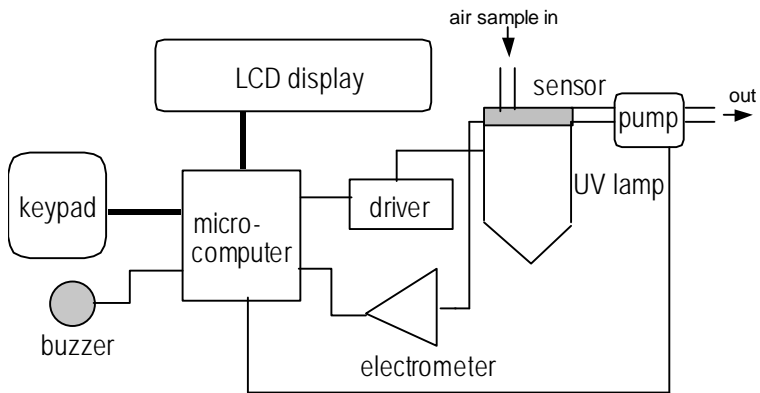 air sample in
LCD display
sensor
out
pump
keypad
micro-
computer
driver
UV lamp
buzzer
electrometer